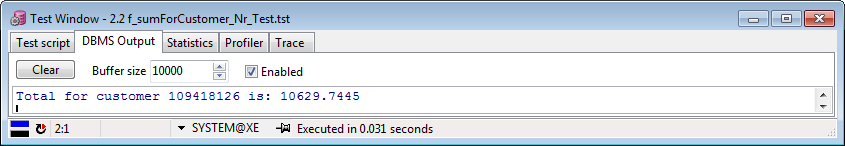 Test Window - 2.2 f_sumForCustomer_Nr_Test.tst
Test script DBMS Output Statistics Profiler Trace
Clear Buffer size 10000 Enabled
Total for customer 109418126 is: 10629.7445
2:1 SYSTEM@XE Executed in 0.031 seconds